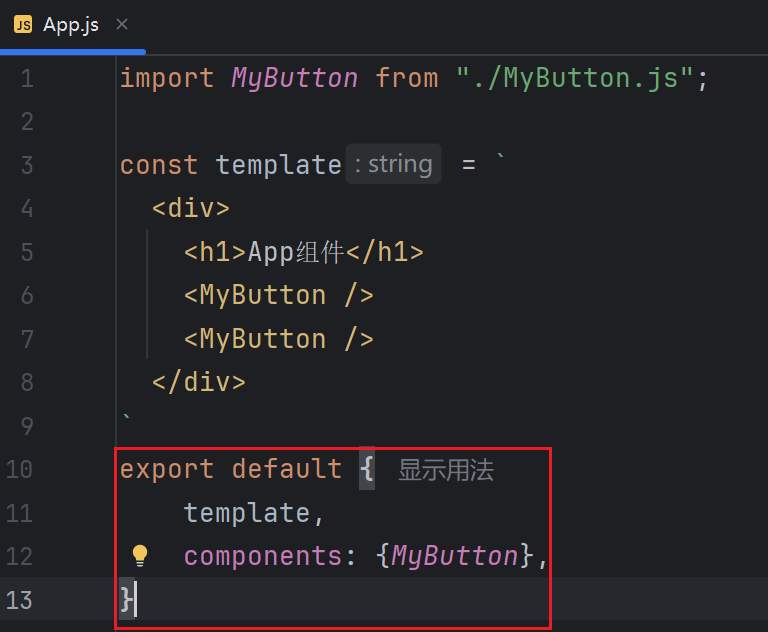 JS App.js ×
1 import MyButton from "./MyButton.js";
2
3 const template : string = `
4   <div>
5     <h1>App组件</h1>
6     <MyButton />
7     <MyButton />
8   </div>
9 `
10 export default { 显示用法
11     template,
12     components: {MyButton},
13 }